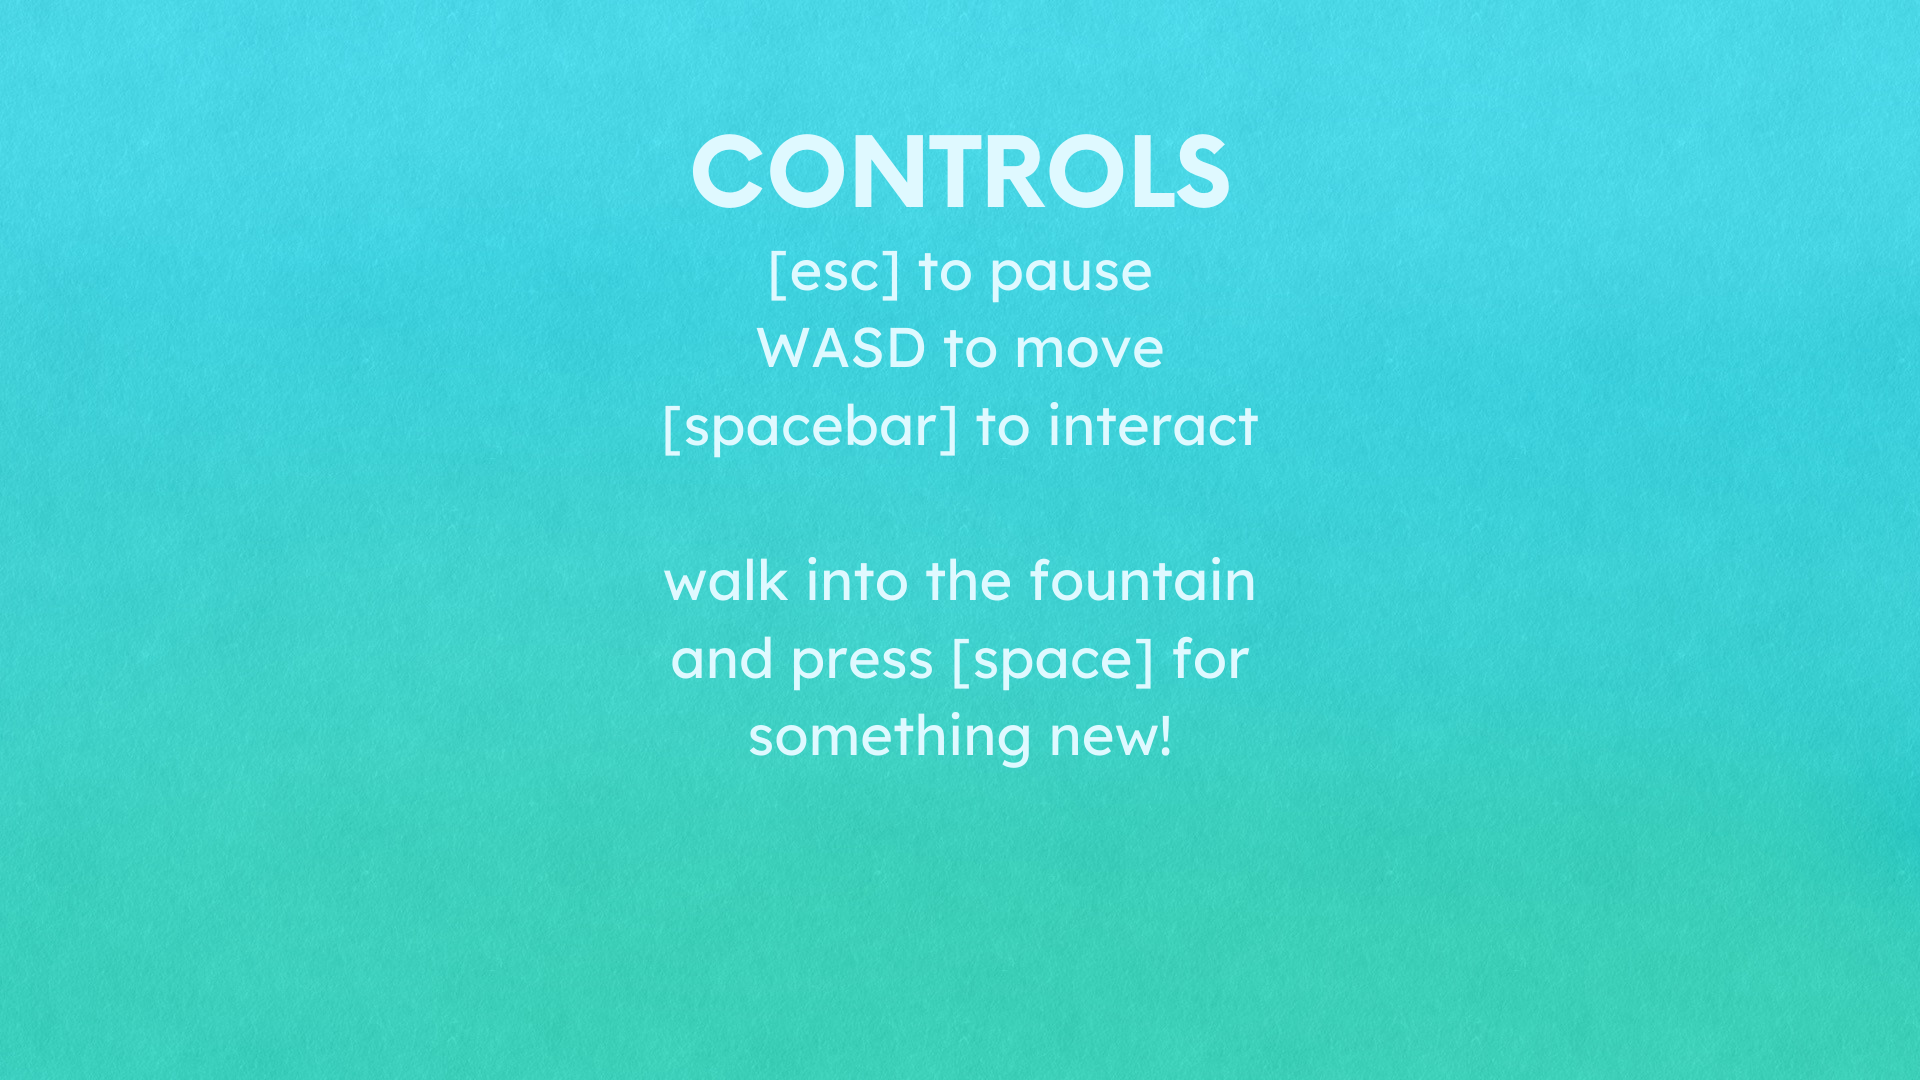 CONTROLS
[esc] to pause
WASD to move
[spacebar] to interact
walk into the fountain
and press [space] for
something new!